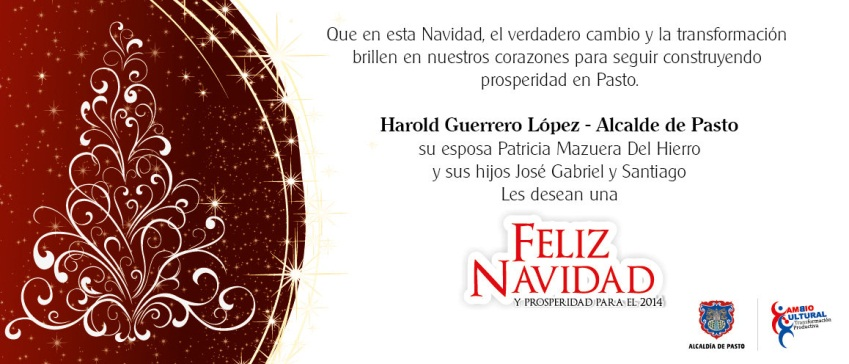 Que en esta Navidad, el verdadero cambio y la transformación
brillen en nuestros corazones para seguir construyendo
prosperidad en Pasto.
Harold Guerrero López - Alcalde de Pasto
su esposa Patricia Mazuera Del Hierro
y sus hijos José Gabriel y Santiago
Les desean una
FELIZ
NAVIDAD
Y PROSPERIDAD PARA EL 2014
ALCALDÍA DE PASTO
CAMBIO
CULTURAL
Transformación
Productiva